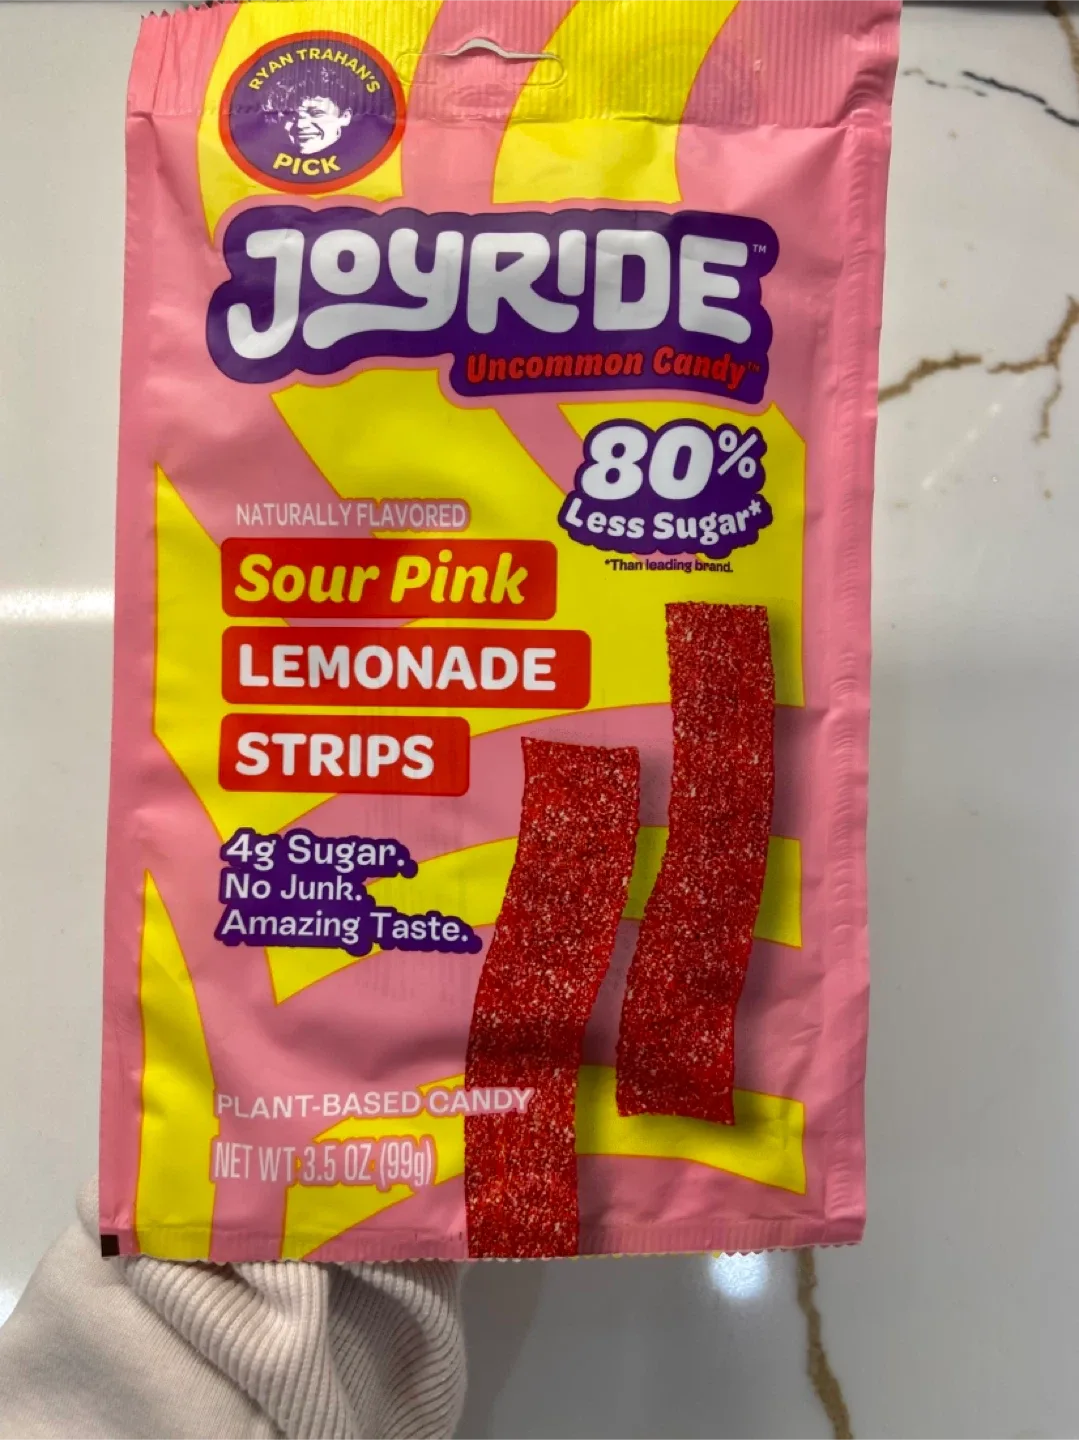 RYAN TRAHAN'S
PICK
JOYRIDE™
Uncommon Candy™
80%
Less Sugar*
*Than leading brand.
NATURALLY FLAVORED
Sour Pink
LEMONADE
STRIPS
4g Sugar.
No Junk.
Amazing Taste.
PLANT-BASED CANDY
NET WT 3.5 OZ (99g)